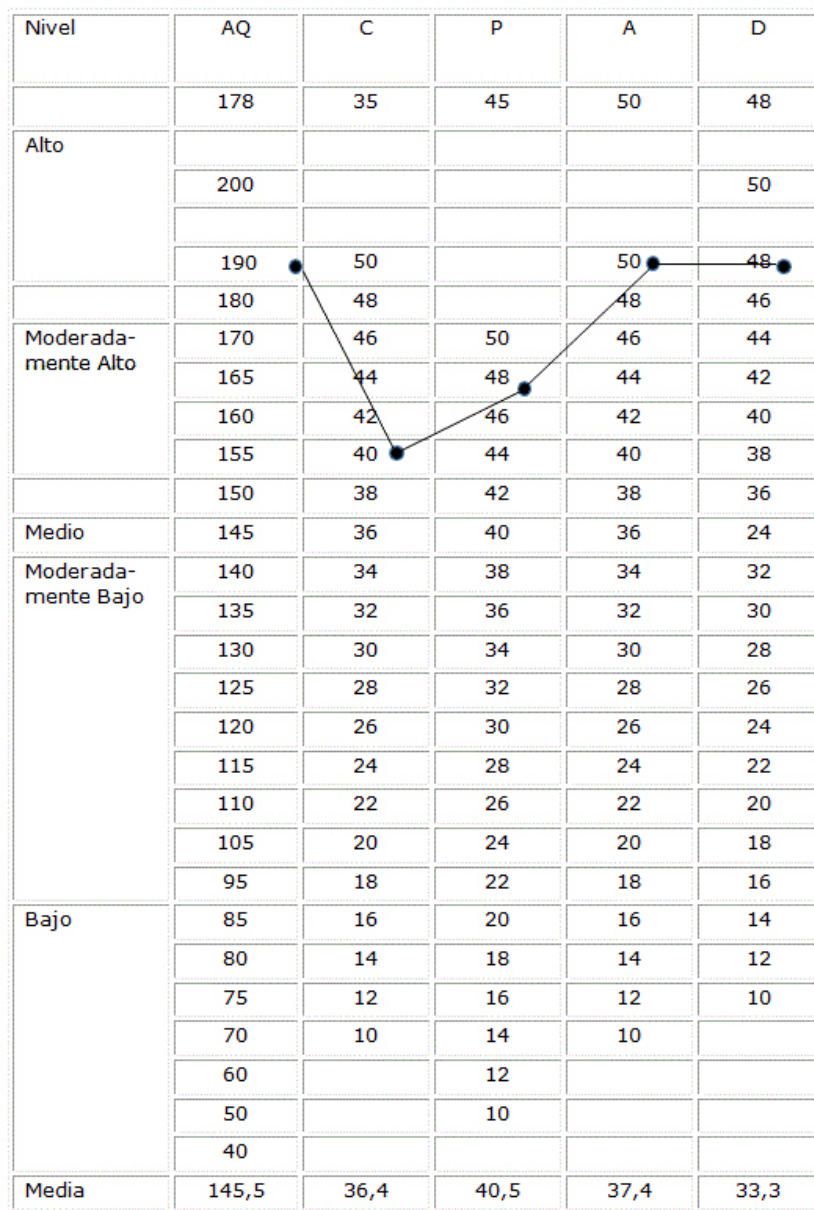 Nivel AQ C P A D
178 35 45 50 48
Alto
200 50
190 50 50 48
180 48 48 46
Moderada- 170 46 50 46 44
mente Alto
165 44 48 44 42
160 42 46 42 40
155 40 44 40 38
150 38 42 38 36
Medio 145 36 40 36 24
Moderada- 140 34 38 34 32
mente Bajo
135 32 36 32 30
130 30 34 30 28
125 28 32 28 26
120 26 30 26 24
115 24 28 24 22
110 22 26 22 20
105 20 24 20 18
95 18 22 18 16
Bajo 85 16 20 16 14
80 14 18 14 12
75 12 16 12 10
70 10 14 10
60 12
50 10
40
Media 145,5 36,4 40,5 37,4 33,3